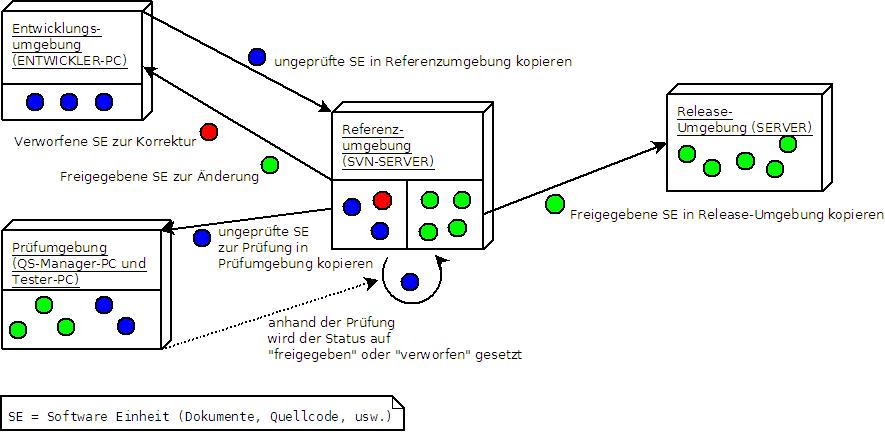 Entwicklungs-
umgebung
(ENTWICKLER-PC)
ungeprüfte SE in Referenzumgebung kopieren
Verworfene SE zur Korrektur
Freigegebene SE zur Änderung
Referenz-
umgebung
(SVN-SERVER)
Release-
Umgebung (SERVER)
Freigegebene SE in Release-Umgebung kopieren
ungeprüfte SE
zur Prüfung in
Prüfumgebung kopieren
Prüfumgebung
(QS-Manager-PC und
Tester-PC)
anhand der Prüfung
wird der Status auf
"freigegeben" oder "verworfen" gesetzt
SE = Software Einheit (Dokumente, Quellcode, usw.)